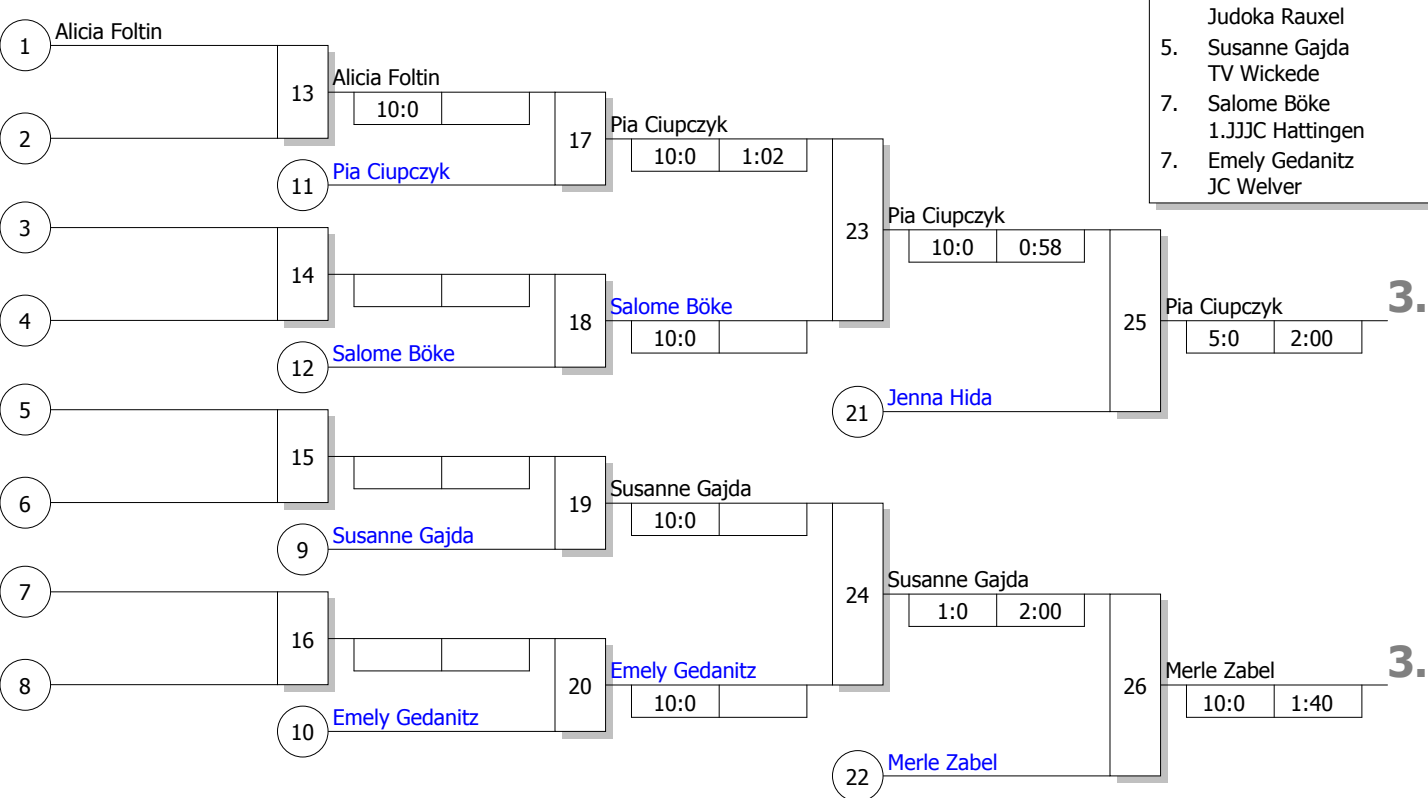 Judoka Rauxel
5. Susanne Gajda
TV Wickede
7. Salome Böke
1.JJJC Hattingen
7. Emely Gedanitz
JC Welver
1 Alicia Foltin
13 Alicia Foltin
10:0
2
17 Pia Ciupczyk
10:0 1:02
11 Pia Ciupczyk
3
23 Pia Ciupczyk
10:0 0:58
14
4
18 Salome Böke
10:0
12 Salome Böke
25 Pia Ciupczyk 3.
5:0 2:00
21 Jenna Hida
5
15
6
19 Susanne Gajda
10:0
9 Susanne Gajda
7
24 Susanne Gajda
1:0 2:00
16
8
20 Emely Gedanitz
10:0
10 Emely Gedanitz
26 Merle Zabel 3.
10:0 1:40
22 Merle Zabel